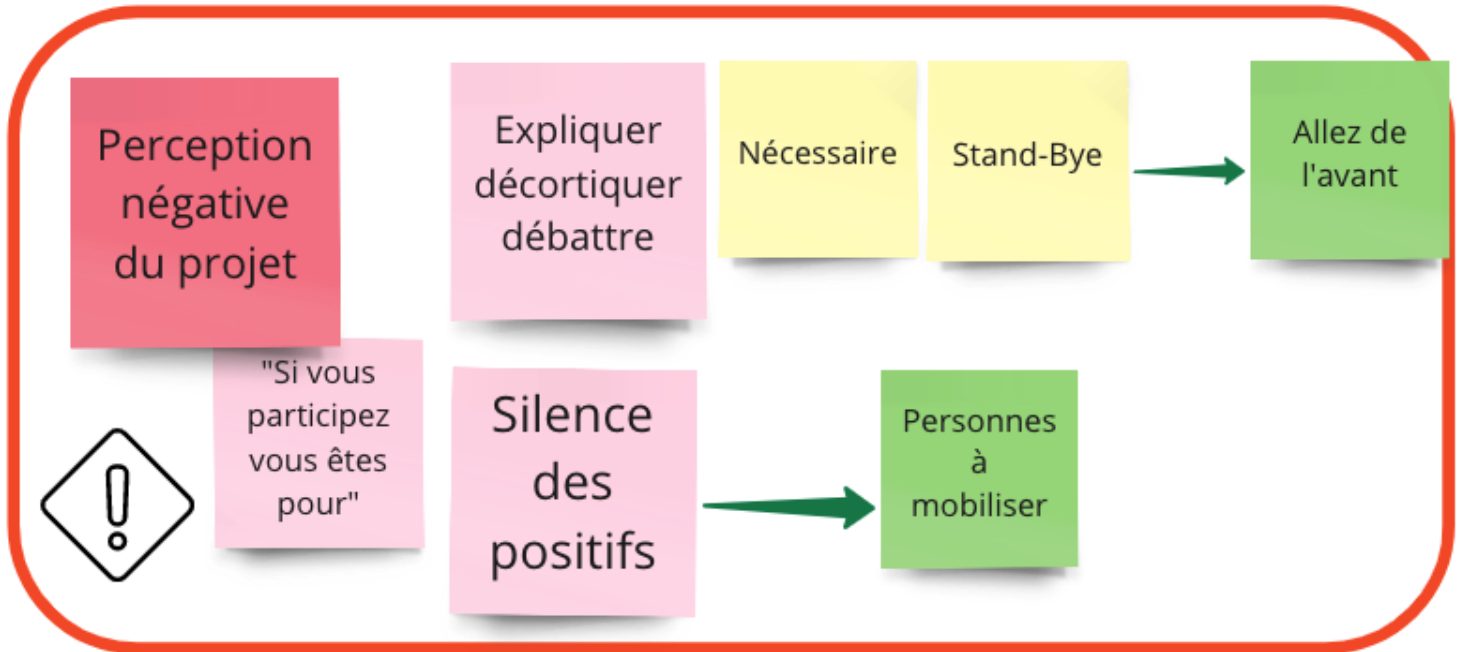 Perception
négative
du projet
Expliquer
décortiquer
débattre
Nécessaire
Stand-Bye
Allez de
l'avant
"Si vous
participez
vous êtes
pour"
Silence
des
positifs
Personnes
à
mobiliser